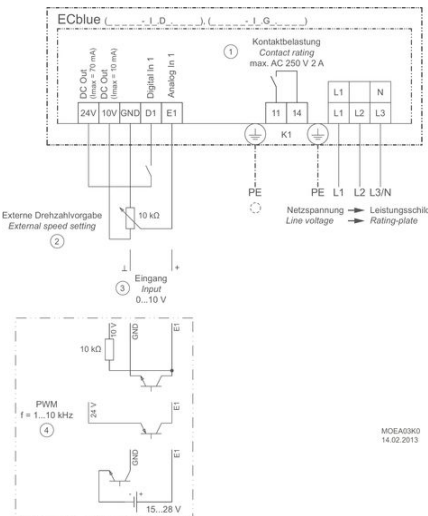 ECblue (_ _ _ _ _-_ I _D_ _ _ _ _), (_ _ _ _-_ I _G_ _ _ _ _)
Kontaktbelastung
1
Contact rating
max. AC 250 V 2 A
DC Out
(Imax = 70 mA)
DC Out
(Imax = 10 mA)
Digital In 1
Analog In 1
L1 N
24V 10V GND D1 E1 11 14 L1 L2 L3
K1
PE PE L1 L2 L3/N
Externe Drehzahlvorgabe
External speed setting
2
10 kΩ
Netzspannung Leistungsschild
Line voltage Rating-plate
⊥ +
Eingang
3
Input
0...10 V
10 V GND E1
10 kΩ
PWM
f = 1...10 kHz
4
24 V E1
GND E1
- +
15...28 V
MOEA03K0
14.02.2013